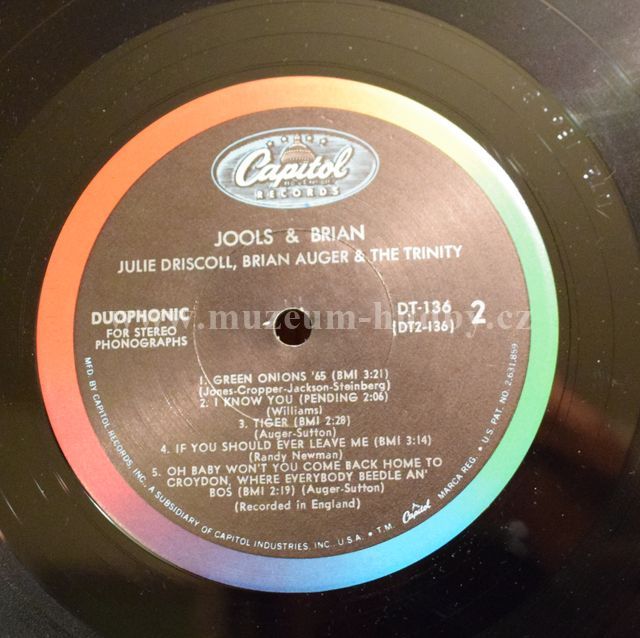 Capitol
RECORDS
JOOLS & BRIAN
JULIE DRISCOLL, BRIAN AUGER & THE TRINITY
DUOPHONIC
FOR STEREO
PHONOGRAPHS
DT-136
(DT2-136)
2
www.muzeum-hudby.cz
1. GREEN ONIONS '65 (BMI 3:21)
(Jones-Cropper-Jackson-Steinberg)
2. I KNOW YOU (PENDING 2:06)
(Williams)
3. TIGER (BMI 2:28)
(Auger-Sutton)
4. IF YOU SHOULD EVER LEAVE ME (BMI 3:14)
(Randy Newman)
5. OH BABY WON'T YOU COME BACK HOME TO
CROYDON, WHERE EVERYBODY BEEDLE AN'
BOS (BMI 2:19) (Auger-Sutton)
(Recorded in England)
MFD. BY CAPITOL RECORDS, INC., A SUBSIDIARY OF CAPITOL INDUSTRIES, INC., U.S.A. • T.M. Capitol MARCA REG. • U.S. PAT. NO. 2,631,859